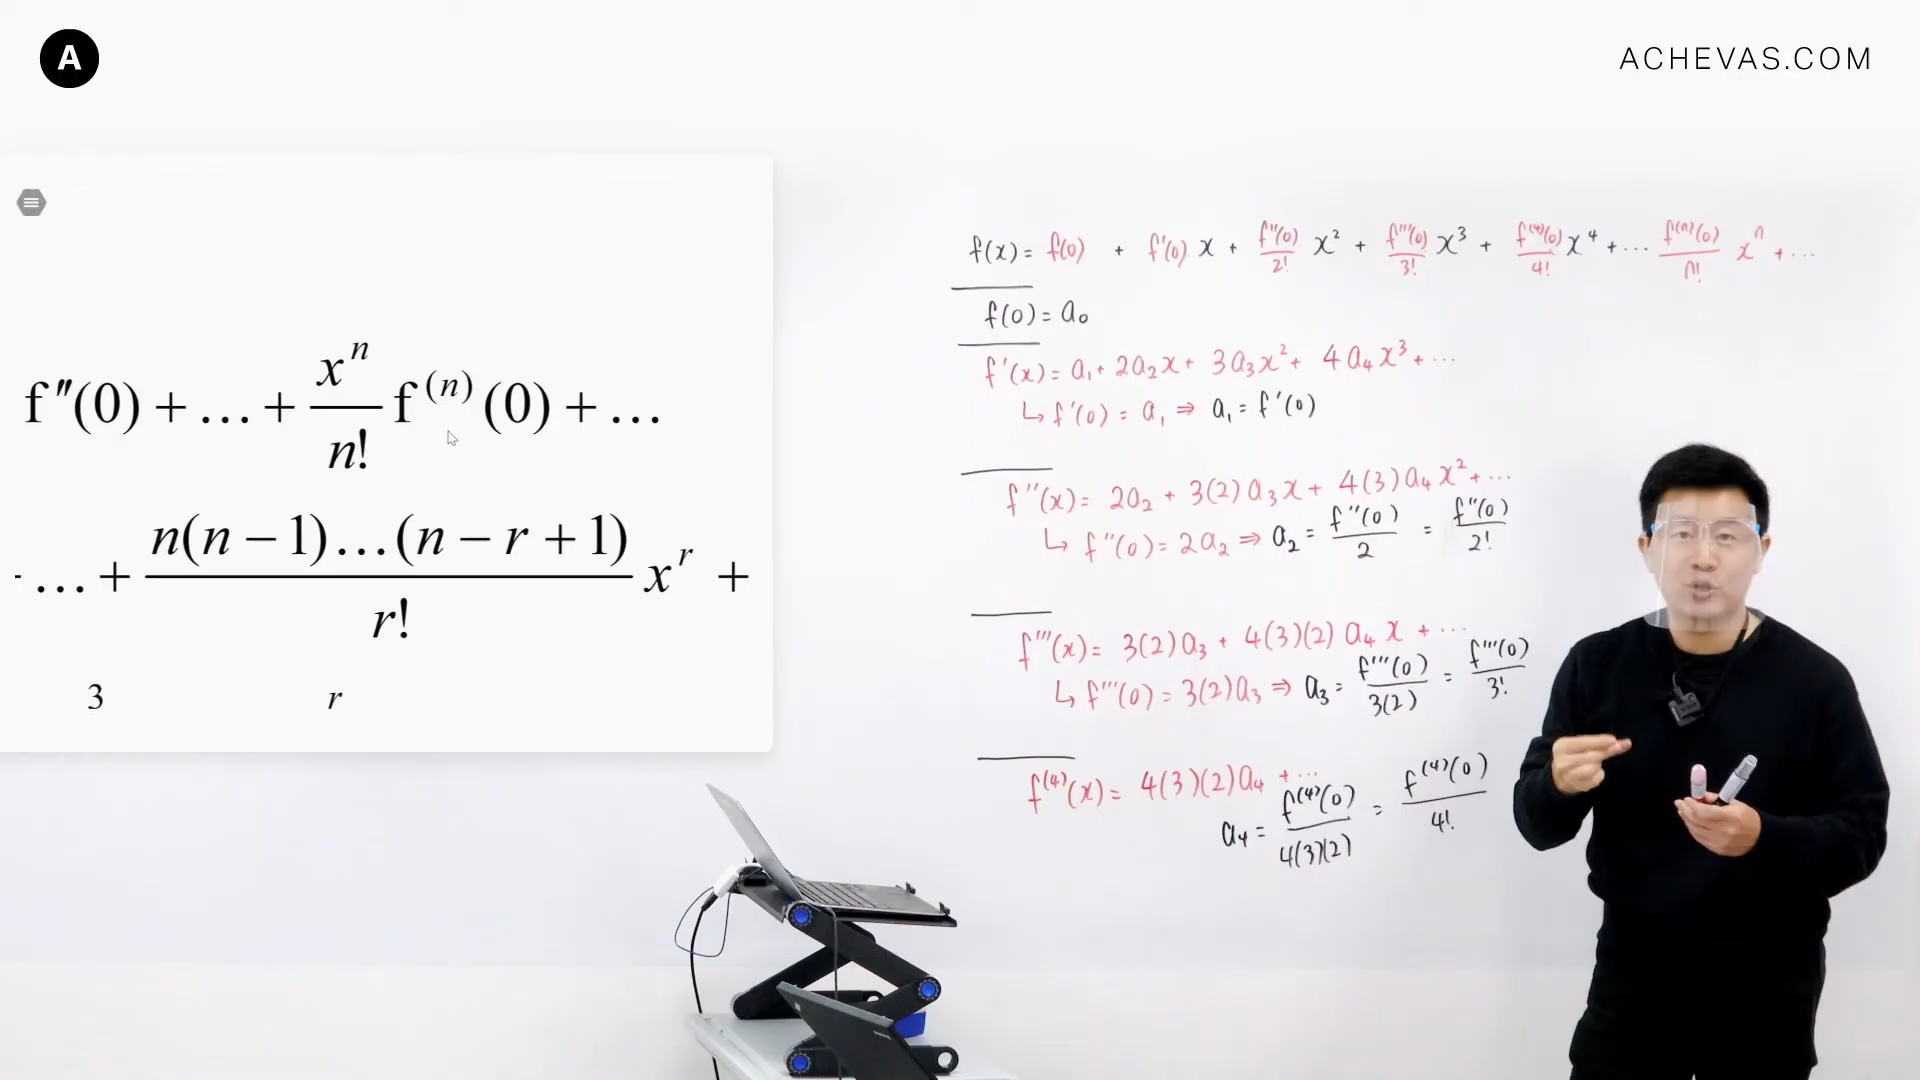 A
ACHEVAS.COM
f″(0) + … + xⁿ/n! f⁽ⁿ⁾(0) + …
… + n(n − 1)…(n − r + 1)/r! xʳ +
3 r
f(x) = f(0) + f'(0) x + f''(0)/2! x² + f'''(0)/3! x³ + f⁽⁴⁾(0)/4! x⁴ + … f⁽ⁿ⁾(0)/n! xⁿ + …
f(0) = a₀
f'(x) = a₁ + 2a₂x + 3a₃x² + 4a₄x³ + …
↳ f'(0) = a₁ ⇒ a₁ = f'(0)
f''(x) = 2a₂ + 3(2)a₃x + 4(3)a₄x² + …
↳ f''(0) = 2a₂ ⇒ a₂ = f''(0)/2 = f''(0)/2!
f'''(x) = 3(2)a₃ + 4(3)(2)a₄x + …
↳ f'''(0) = 3(2)a₃ ⇒ a₃ = f'''(0)/3(2) = f'''(0)/3!
f⁽⁴⁾(x) = 4(3)(2)a₄ + …
a₄ = f⁽⁴⁾(0)/4(3)(2) = f⁽⁴⁾(0)/4!